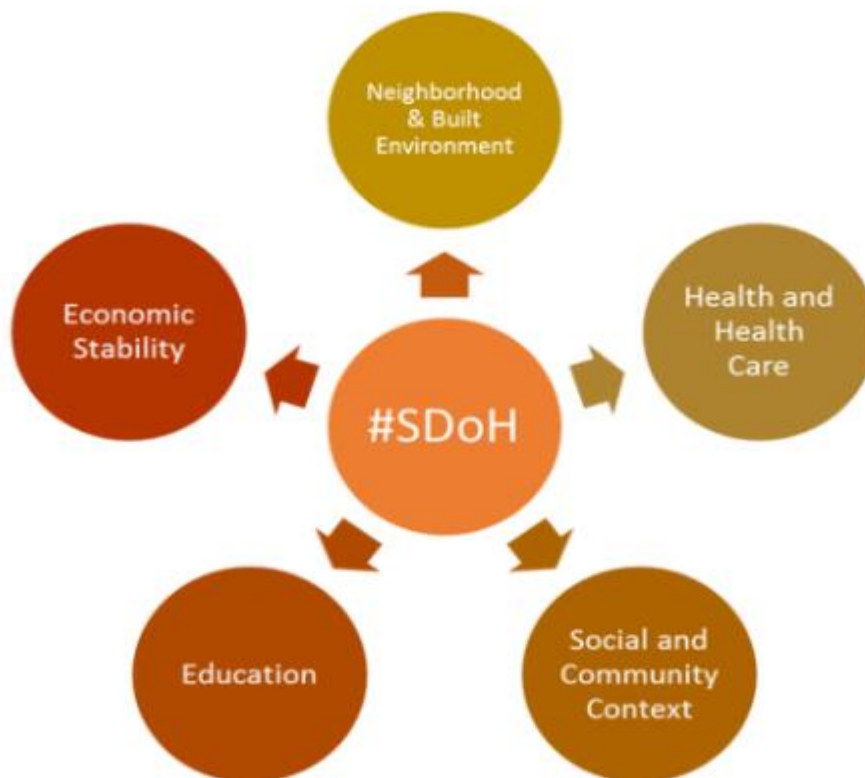 Neighborhood
& Built
Environment
Economic
Stability
Health and
Health
Care
#SDoH
Education
Social and
Community
Context